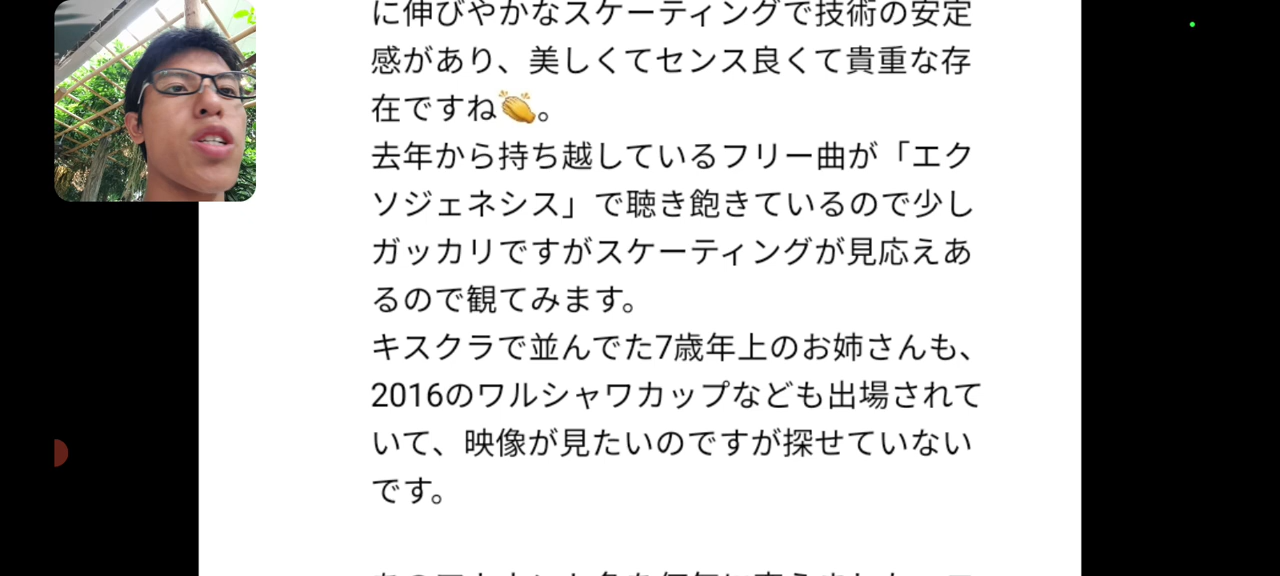 に伸びやかなスケーティングで技術の安定
感があり、美しくてセンス良くて貴重な存
在ですね👏。
去年から持ち越しているフリー曲が「エク
ソジェネシス」で聴き飽きているので少し
ガッカリですがスケーティングが見応えあ
るので観てみます。
キスクラで並んでた7歳年上のお姉さんも、
2016のワルシャワカップなども出場されて
いて、映像が見たいのですが探せていない
です。